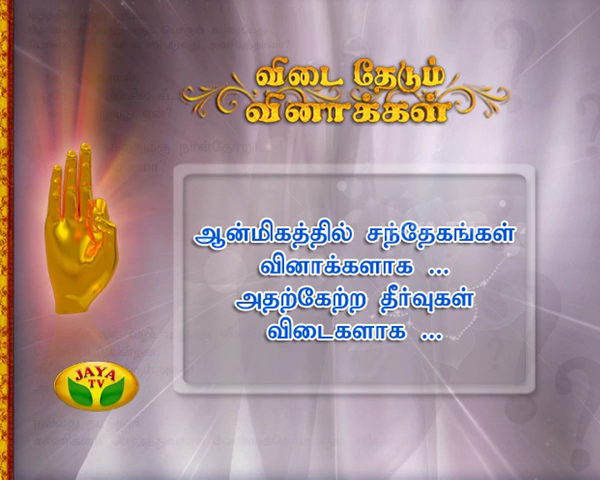 விடை தேடும்
வினாக்கள்
ஆன்மிகத்தில் சந்தேகங்கள்
வினாக்களாக ...
அதற்கேற்ற தீர்வுகள்
விடைகளாக ...
JAYA
TV